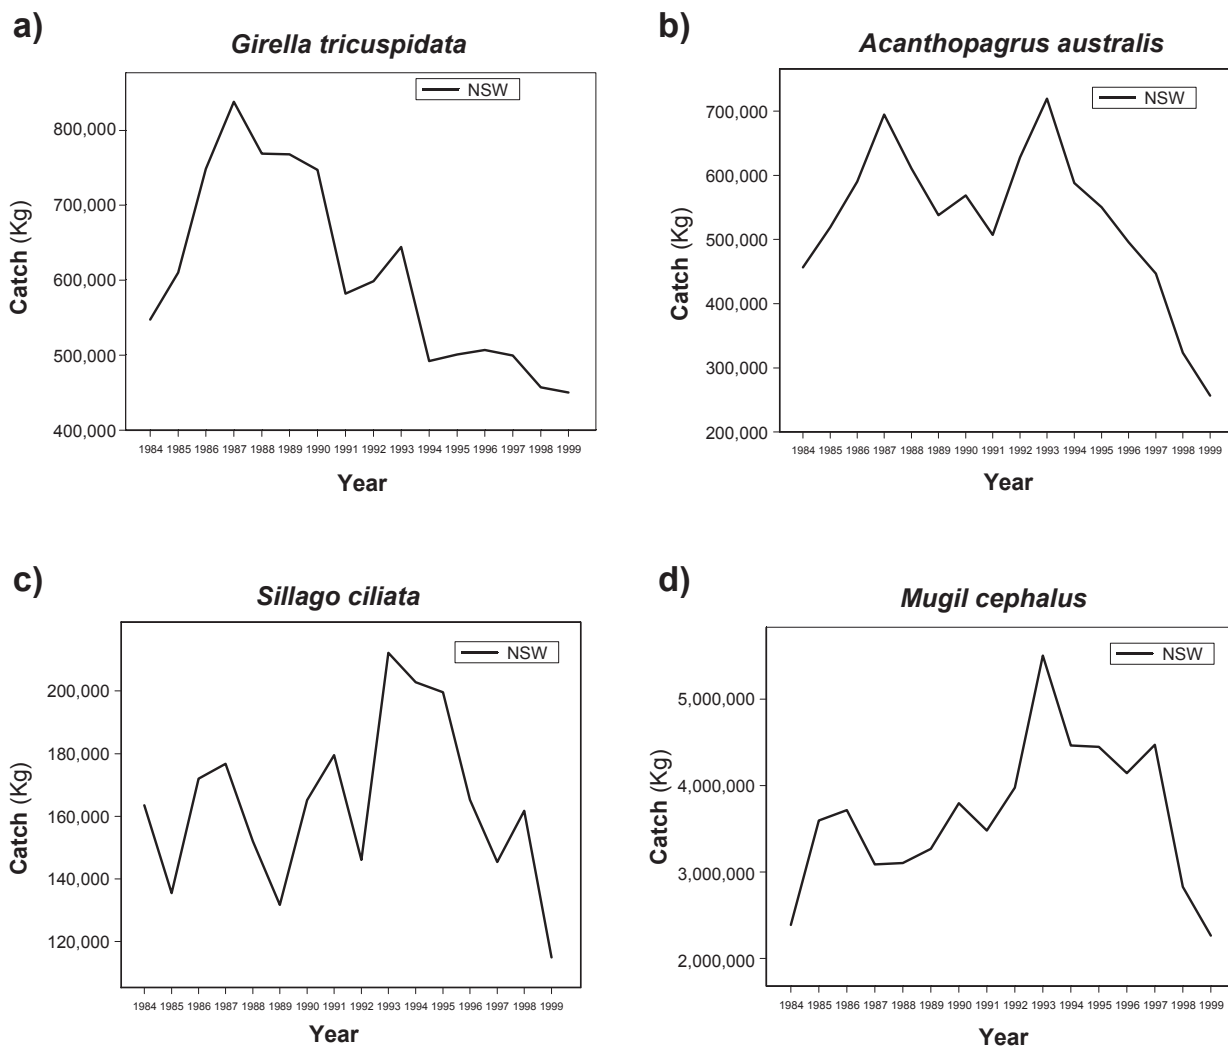 a)
Girella tricuspidata
NSW
800,000
700,000
600,000
500,000
400,000
Catch (Kg)
1984 1985 1986 1987 1988 1989 1990 1991 1992 1993 1994 1995 1996 1997 1998 1999
Year
b)
Acanthopagrus australis
NSW
700,000
600,000
500,000
400,000
300,000
200,000
Catch (Kg)
1984 1985 1986 1987 1988 1989 1990 1991 1992 1993 1994 1995 1996 1997 1998 1999
Year
c)
Sillago ciliata
NSW
200,000
180,000
160,000
140,000
120,000
Catch (Kg)
1984 1985 1986 1987 1988 1989 1990 1991 1992 1993 1994 1995 1996 1997 1998 1999
Year
d)
Mugil cephalus
NSW
5,000,000
4,000,000
3,000,000
2,000,000
Catch (Kg)
1984 1985 1986 1987 1988 1989 1990 1991 1992 1993 1994 1995 1996 1997 1998 1999
Year